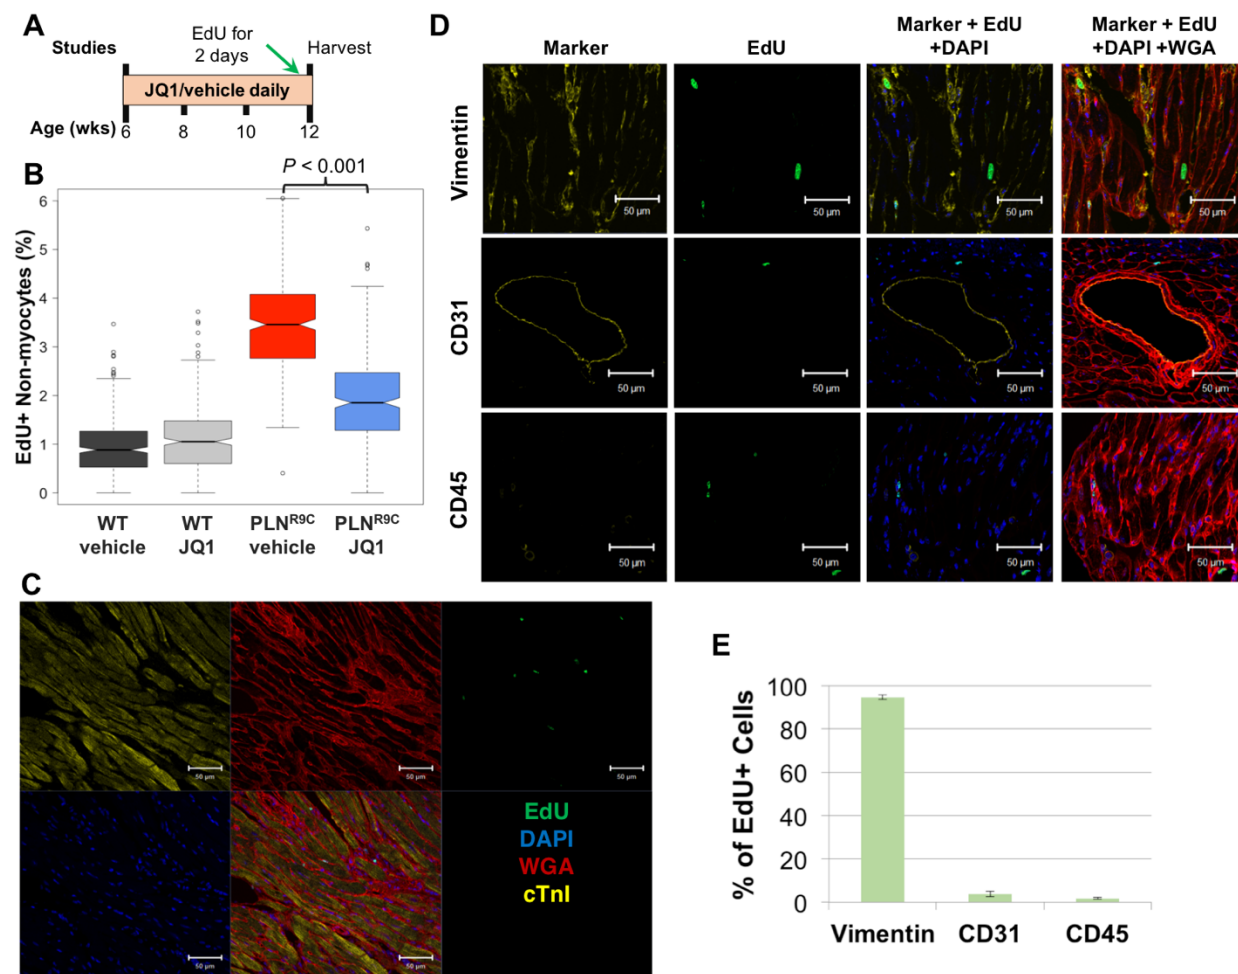 A
Studies
EdU for
2 days
Harvest
JQ1/vehicle daily
Age (wks)
6
8
10
12
B
P < 0.001
EdU+ Non-myocytes (%)
6
5
4
3
2
1
0
WT
vehicle
WT
JQ1
PLNR9C
vehicle
PLNR9C
JQ1
C
50 µm
50 µm
50 µm
50 µm
50 µm
EdU
DAPI
WGA
cTnI
D
Marker
EdU
Marker + EdU
+DAPI
Marker + EdU
+DAPI +WGA
Vimentin
50 µm
50 µm
50 µm
50 µm
CD31
50 µm
50 µm
50 µm
50 µm
CD45
50 µm
50 µm
50 µm
50 µm
E
% of EdU+ Cells
100
80
60
40
20
0
Vimentin
CD31
CD45